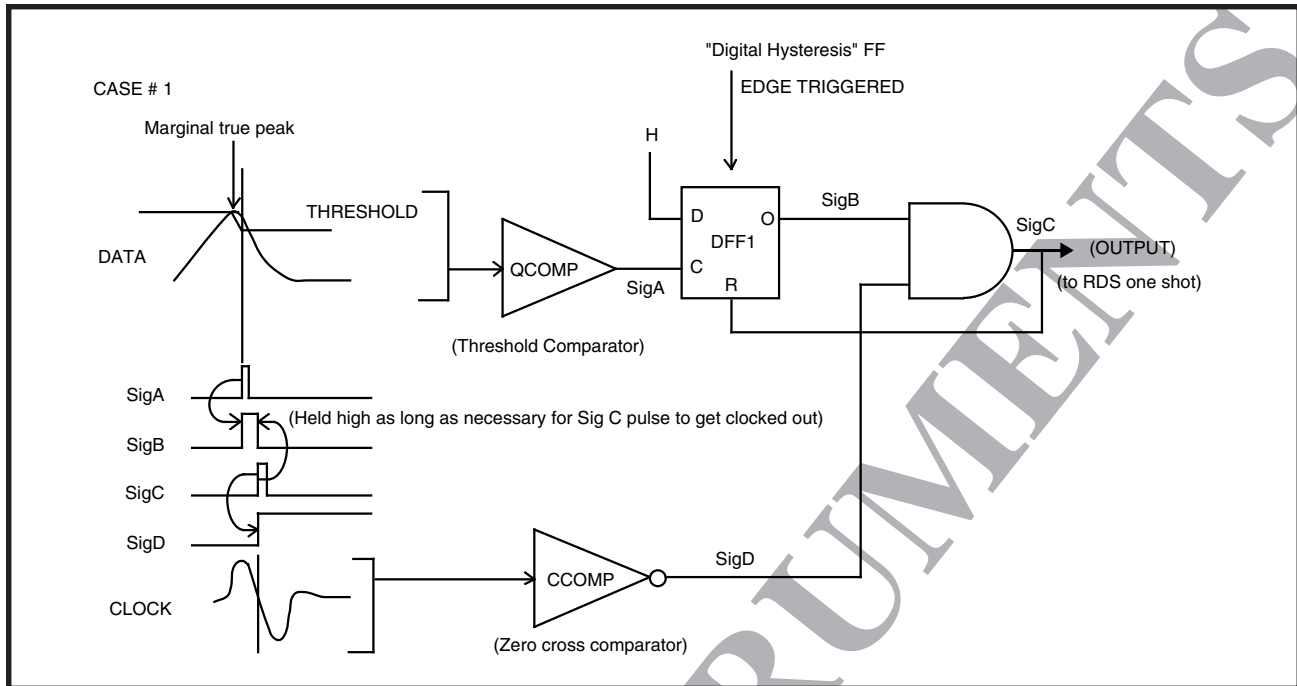 "Digital Hysteresis" FF
EDGE TRIGGERED
CASE # 1
Marginal true peak
THRESHOLD
DATA
H
D
O
DFF1
C
R
QCOMP
SigA
(Threshold Comparator)
SigB
SigC
(OUTPUT)
(to RDS one shot)
SigA
(Held high as long as necessary for Sig C pulse to get clocked out)
SigB
SigC
SigD
CLOCK
CCOMP
SigD
(Zero cross comparator)
RUMENTS